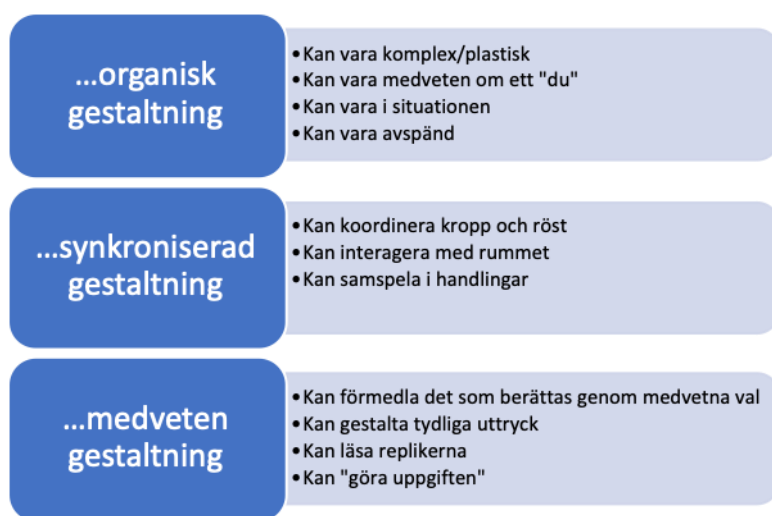 ...organisk
gestaltning
•Kan vara komplex/plastisk
•Kan vara medveten om ett "du"
•Kan vara i situationen
•Kan vara avspänd
...synkroniserad
gestaltning
•Kan koordinera kropp och röst
•Kan interagera med rummet
•Kan samspela i handlingar
...medveten
gestaltning
•Kan förmedla det som berättas genom medvetna val
•Kan gestalta tydliga uttryck
•Kan läsa replikerna
•Kan "göra uppgiften"